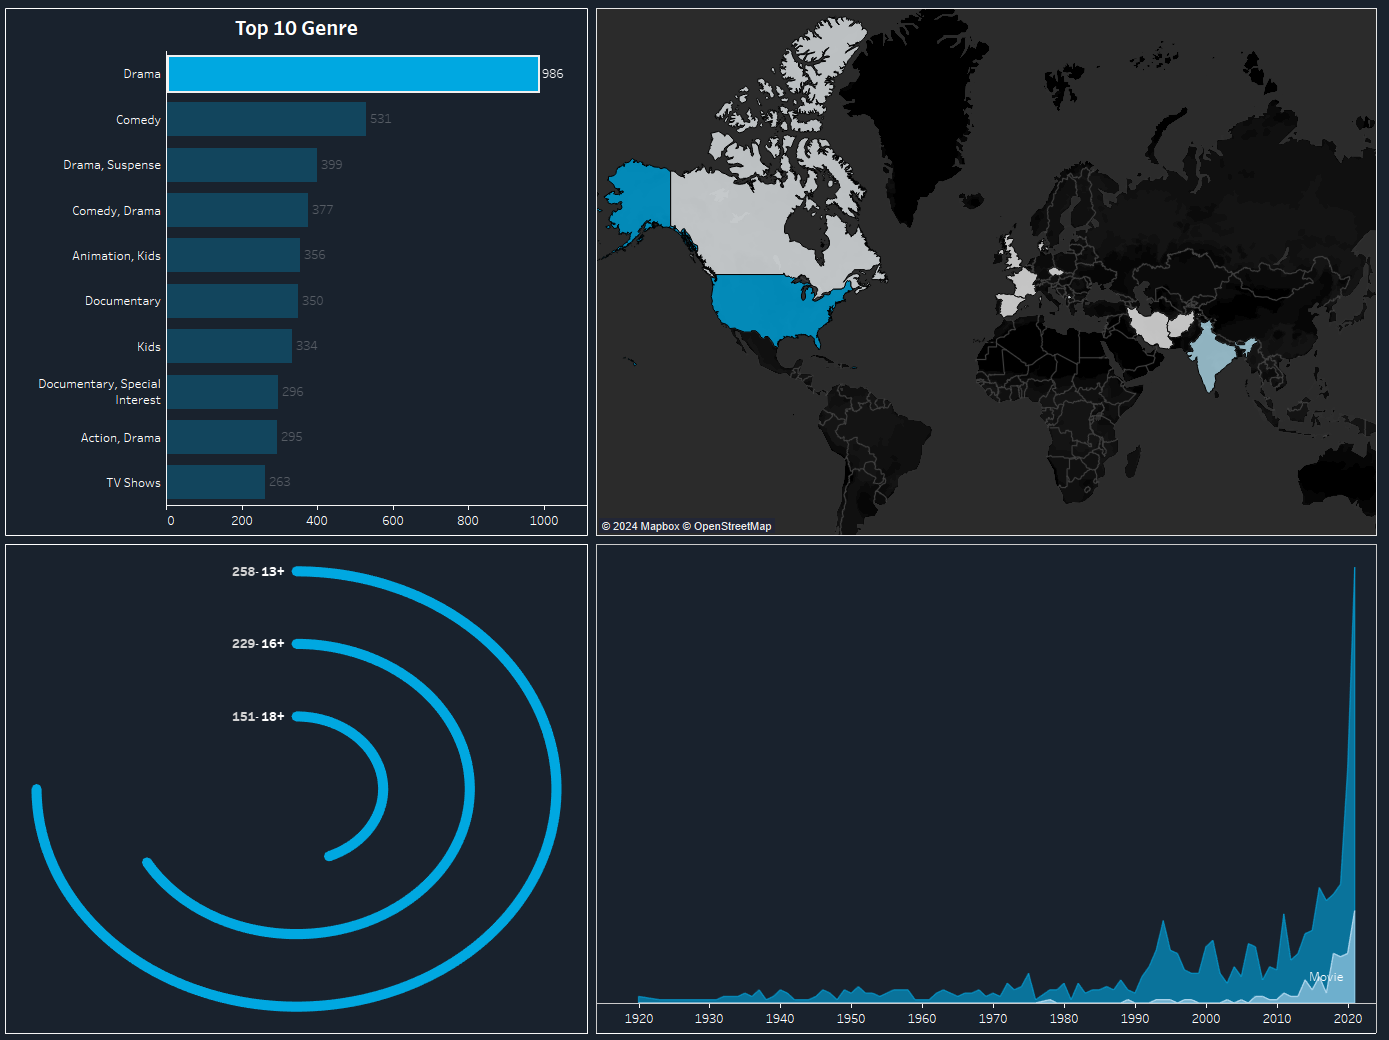 Top 10 Genre
Drama 986
Comedy 531
Drama, Suspense 399
Comedy, Drama 377
Animation, Kids 356
Documentary 350
Kids 334
Documentary, Special
Interest 296
Action, Drama 295
TV Shows 263
0 200 400 600 800 1000
© 2024 Mapbox © OpenStreetMap
258- 13+
229- 16+
151- 18+
Movie
1920 1930 1940 1950 1960 1970 1980 1990 2000 2010 2020